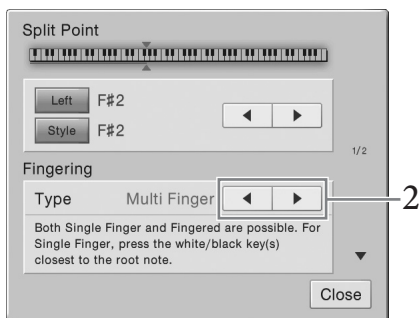 Split Point
Left F♯2
Style F♯2
1/2
Fingering
Type Multi Finger
2
Both Single Finger and Fingered are possible. For
Single Finger, press the white/black key(s)
closest to the root note.
Close